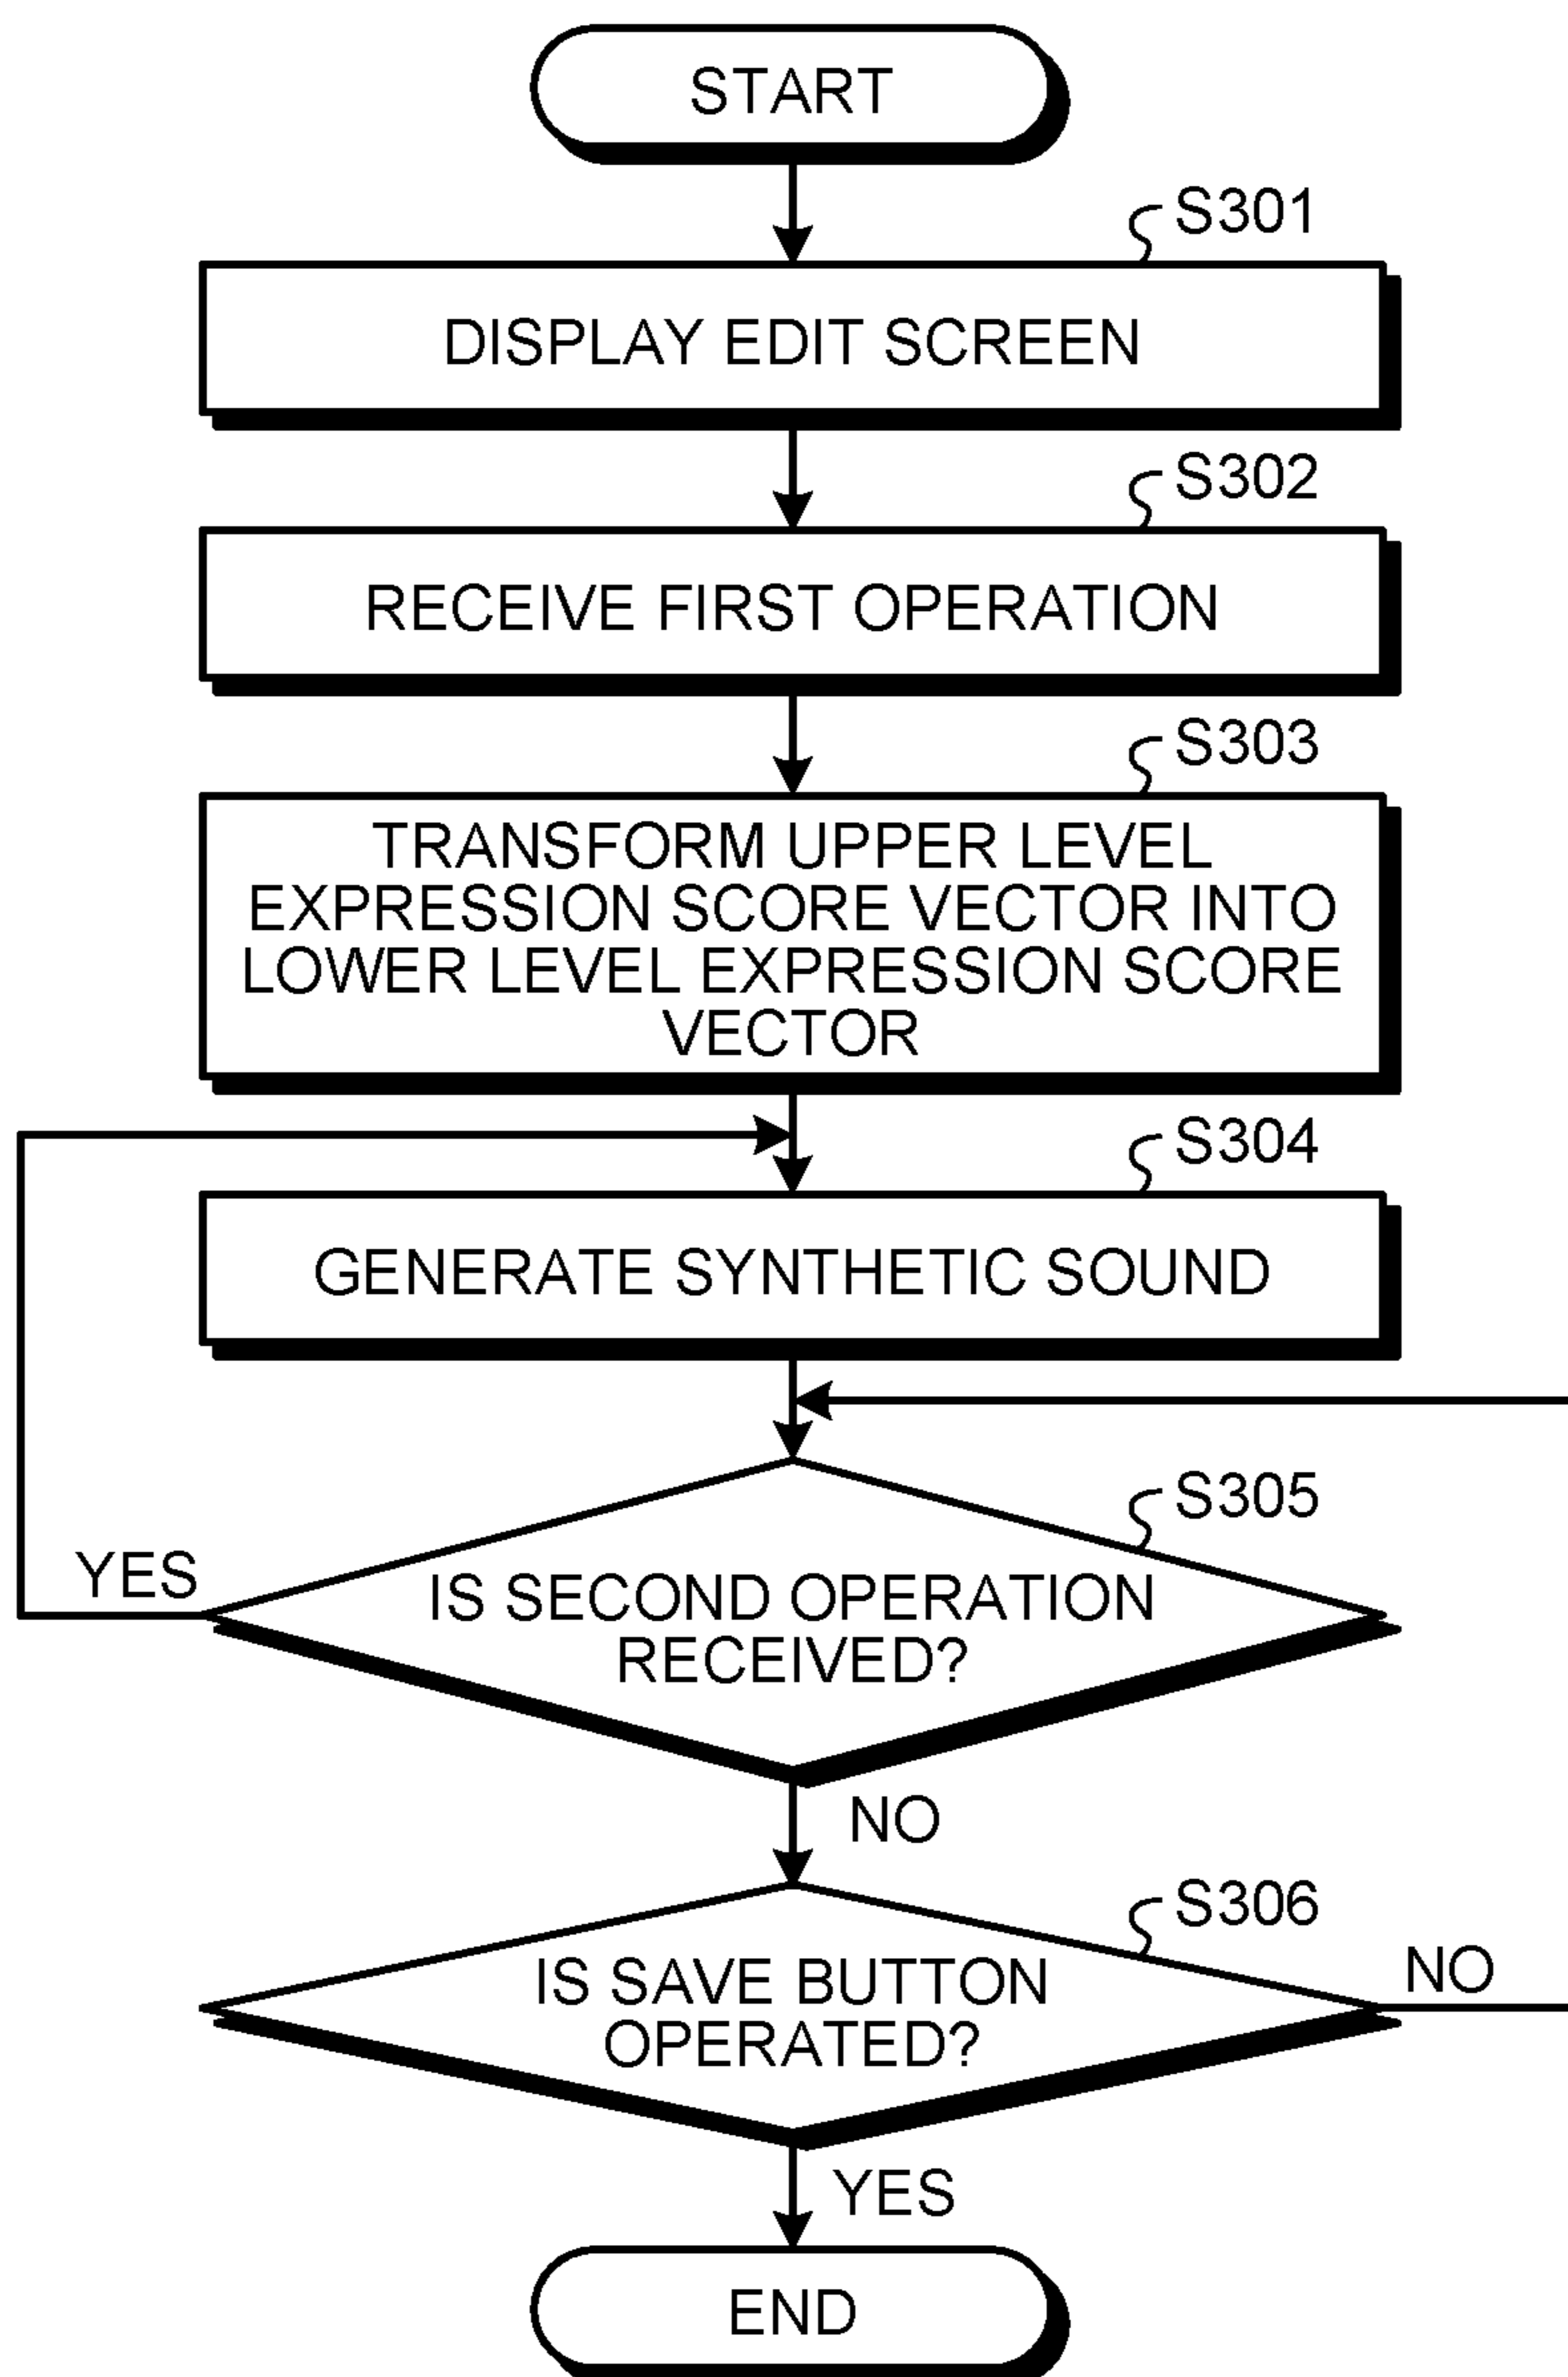 START
S301
DISPLAY EDIT SCREEN
S302
RECEIVE FIRST OPERATION
S303
TRANSFORM UPPER LEVEL
EXPRESSION SCORE VECTOR INTO
LOWER LEVEL EXPRESSION SCORE
VECTOR
S304
GENERATE SYNTHETIC SOUND
S305
YES
IS SECOND OPERATION
RECEIVED?
NO
S306
NO
IS SAVE BUTTON
OPERATED?
YES
END